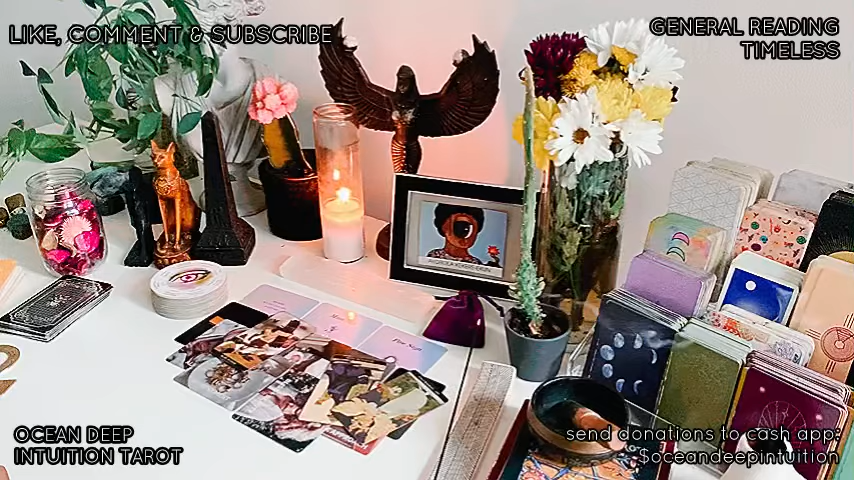 LIKE, COMMENT & SUBSCRIBE
GENERAL READING
TIMELESS
OCEAN DEEP
INTUITION TAROT
send donations to cash app:
$oceandeepintuition